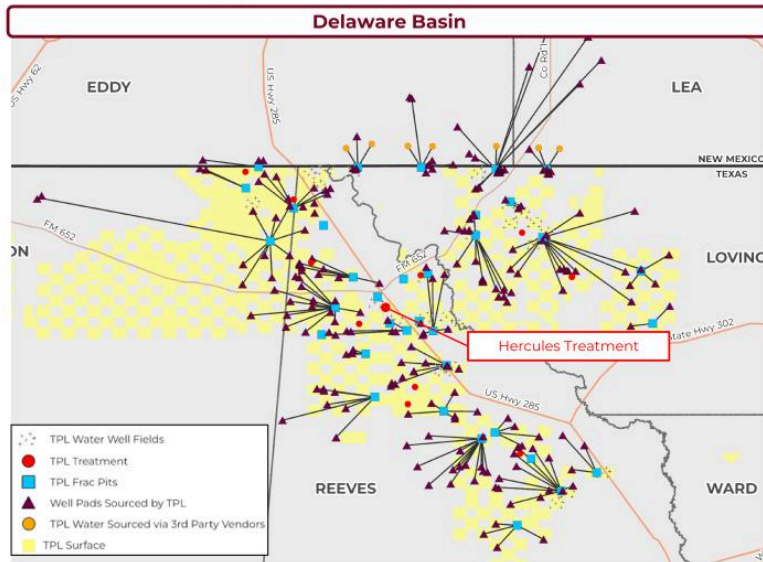 Delaware Basin
US Hwy 62
EDDY
US Hwy 285
Co Rd L
LEA
NEW MEXICO
TEXAS
ON
FM 652
FM 652
LOVING
State Hwy 302
Hercules Treatment
US Hwy 285
REEVES
WARD
TPL Water Well Fields
TPL Treatment
TPL Frac Pits
Well Pads Sourced by TPL
TPL Water Sourced via 3rd Party Vendors
TPL Surface